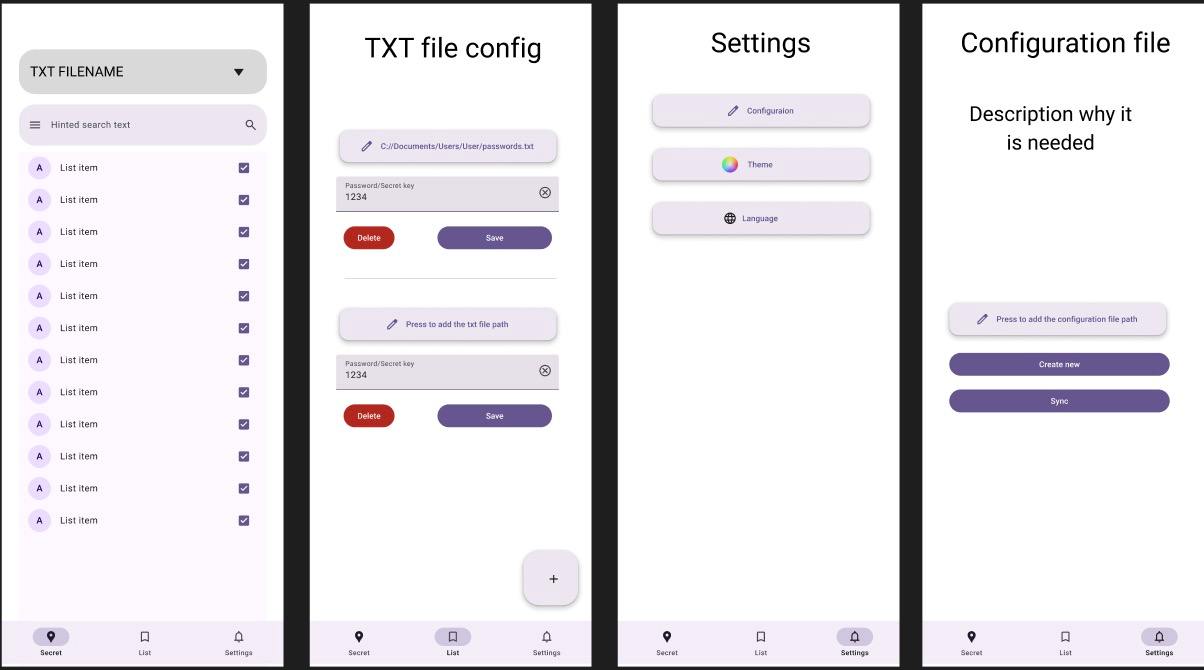 TXT FILENAME
Hinted search text
A List item
A List item
A List item
A List item
A List item
A List item
A List item
A List item
A List item
A List item
A List item
A List item
Secret List Settings
TXT file config
C://Documents/Users/User/passwords.txt
Password/Secret key
1234
Delete Save
Press to add the txt file path
Password/Secret key
1234
Delete Save
+
Secret List Settings
Settings
Configuraion
Theme
Language
Secret List Settings
Configuration file
Description why it
is needed
Press to add the configuration file path
Create new
Sync
Secret List Settings